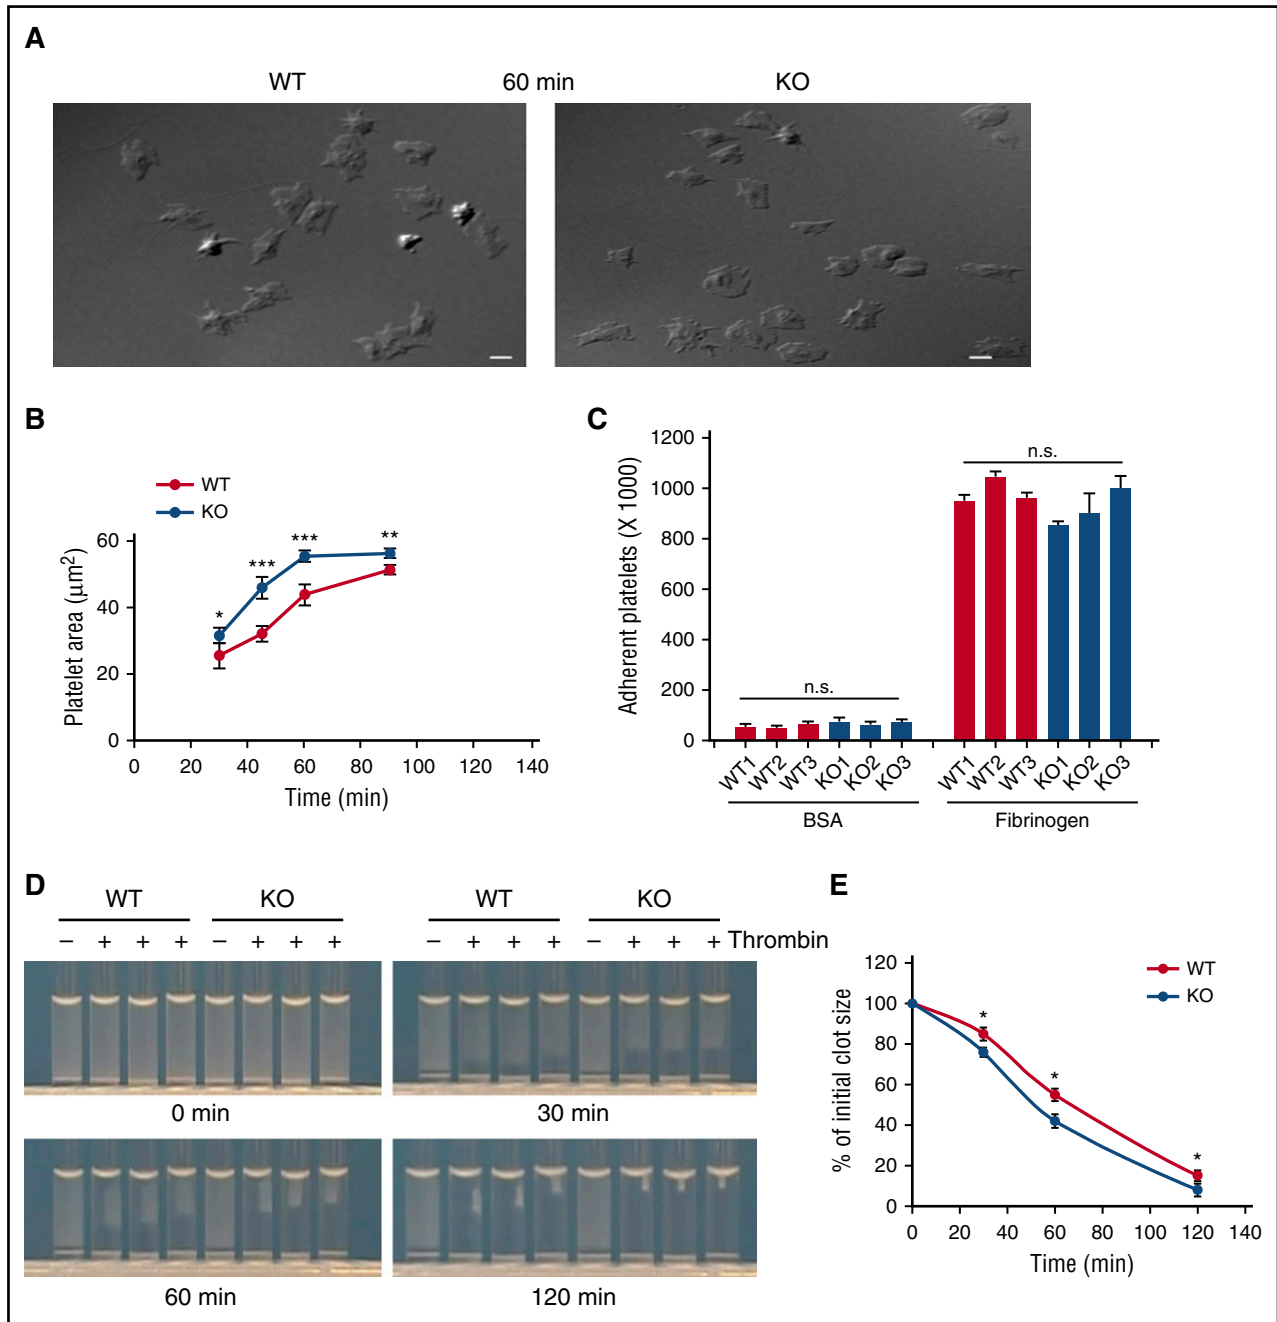 A
WT 60 min KO
B
WT
KO
Platelet area (μm²)
60
40
20
0
* *** *** **
0 20 40 60 80 100 120 140
Time (min)
C
Adherent platelets (X 1000)
1200
1000
800
600
400
200
0
n.s.
n.s.
WT1 WT2 WT3 KO1 KO2 KO3 WT1 WT2 WT3 KO1 KO2 KO3
BSA Fibrinogen
D
WT KO WT KO
– + + + – + + + – + + + – + + + Thrombin
0 min 30 min
60 min 120 min
E
WT
KO
% of initial clot size
120
100
80
60
40
20
0
* * *
0 20 40 60 80 100 120 140
Time (min)